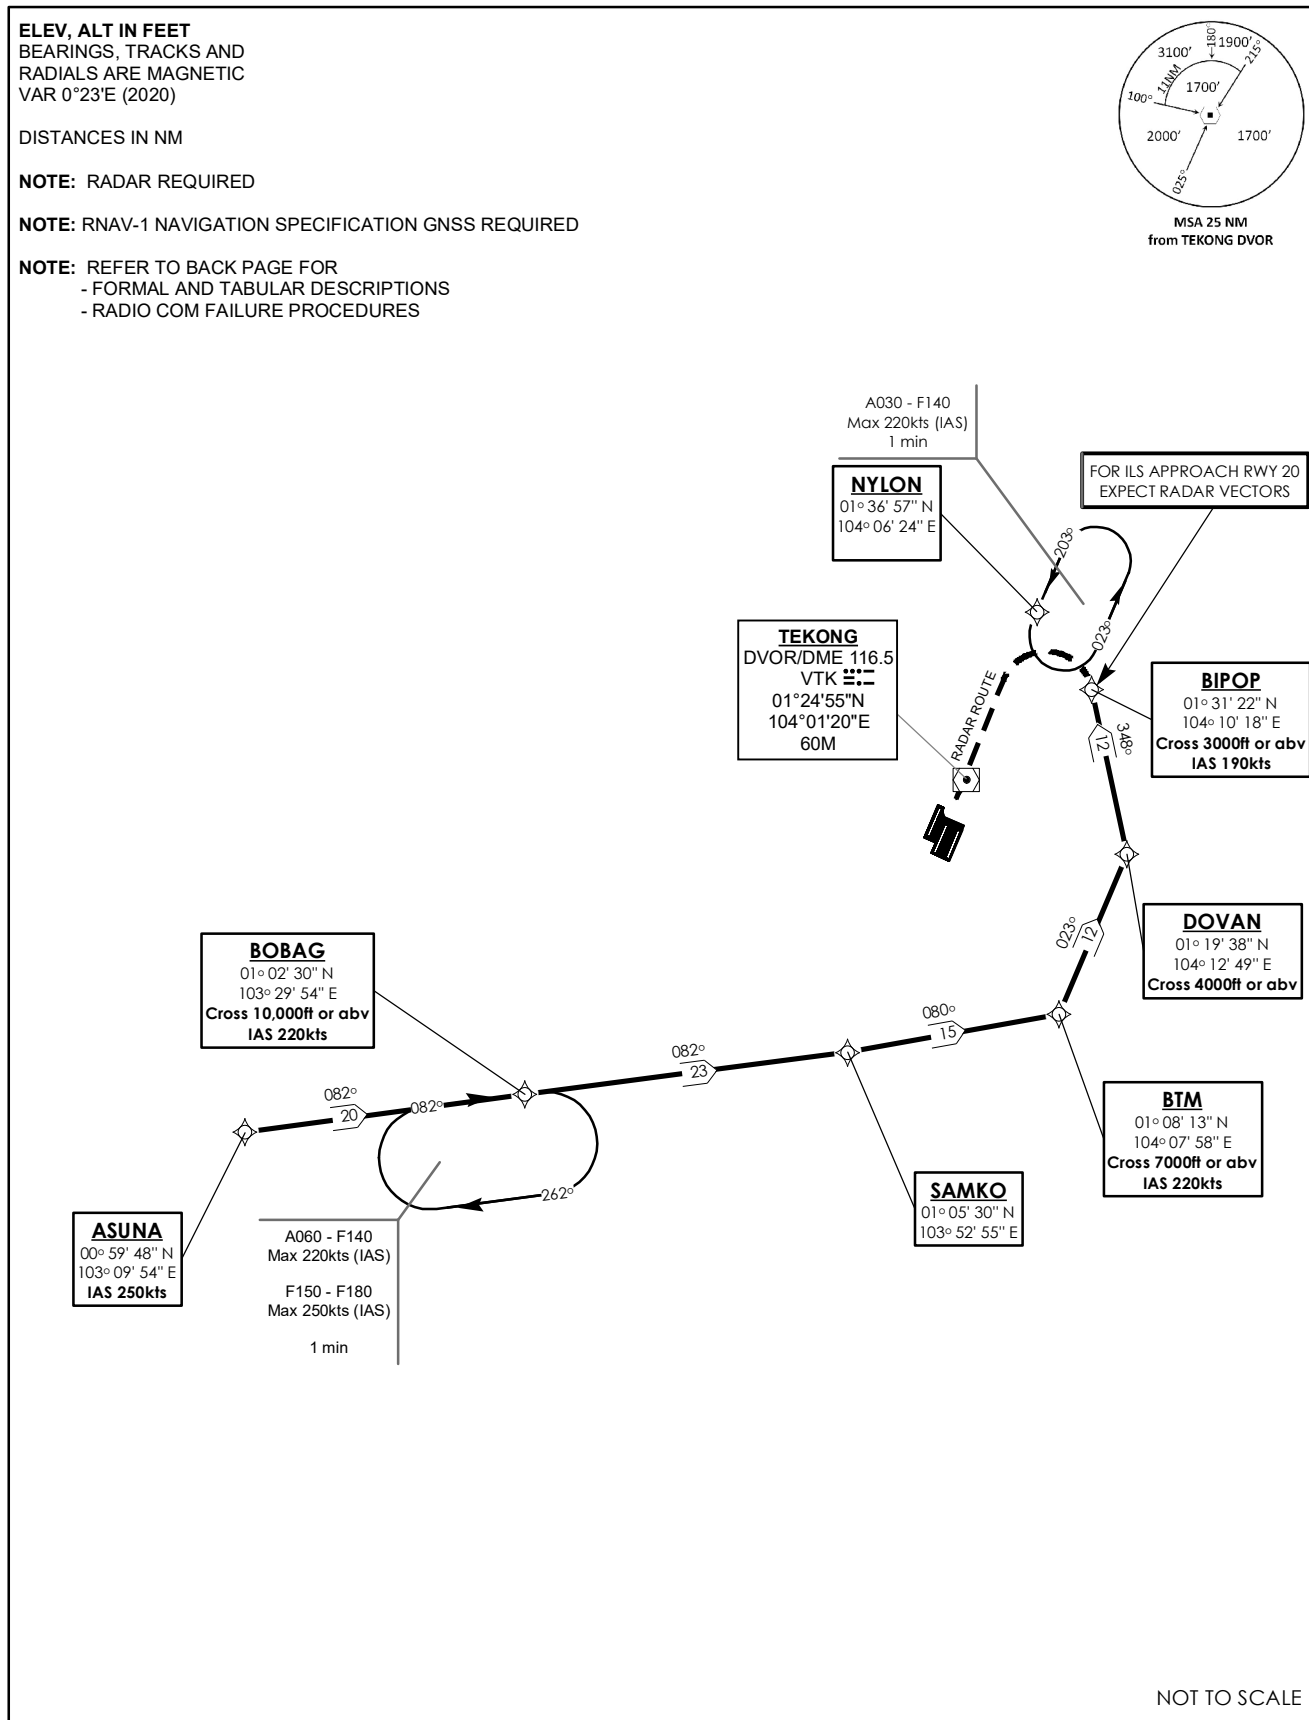 ELEV, ALT IN FEET
BEARINGS, TRACKS AND
RADIALS ARE MAGNETIC
VAR 0°23'E (2020)
DISTANCES IN NM
NOTE: RADAR REQUIRED
NOTE: RNAV-1 NAVIGATION SPECIFICATION GNSS REQUIRED
NOTE: REFER TO BACK PAGE FOR
- FORMAL AND TABULAR DESCRIPTIONS
- RADIO COM FAILURE PROCEDURES
180°
3100'
1900'
215°
11NM
1700'
100°
2000'
1700'
025°
MSA 25 NM
from TEKONG DVOR
A030 - F140
Max 220kts (IAS)
1 min
FOR ILS APPROACH RWY 20
EXPECT RADAR VECTORS
NYLON
01° 36' 57" N
104° 06' 24" E
203°
023°
TEKONG
DVOR/DME 116.5
VTK
01°24'55"N
104°01'20"E
60M
RADAR ROUTE
BIPOP
01° 31' 22" N
104° 10' 18" E
Cross 3000ft or abv
IAS 190kts
348°
12
DOVAN
01° 19' 38" N
104° 12' 49" E
Cross 4000ft or abv
023°
12
BOBAG
01° 02' 30" N
103° 29' 54" E
Cross 10,000ft or abv
IAS 220kts
080°
15
082°
23
082°
20
082°
262°
BTM
01° 08' 13" N
104° 07' 58" E
Cross 7000ft or abv
IAS 220kts
SAMKO
01° 05' 30" N
103° 52' 55" E
ASUNA
00° 59' 48" N
103° 09' 54" E
IAS 250kts
A060 - F140
Max 220kts (IAS)
F150 - F180
Max 250kts (IAS)
1 min
NOT TO SCALE